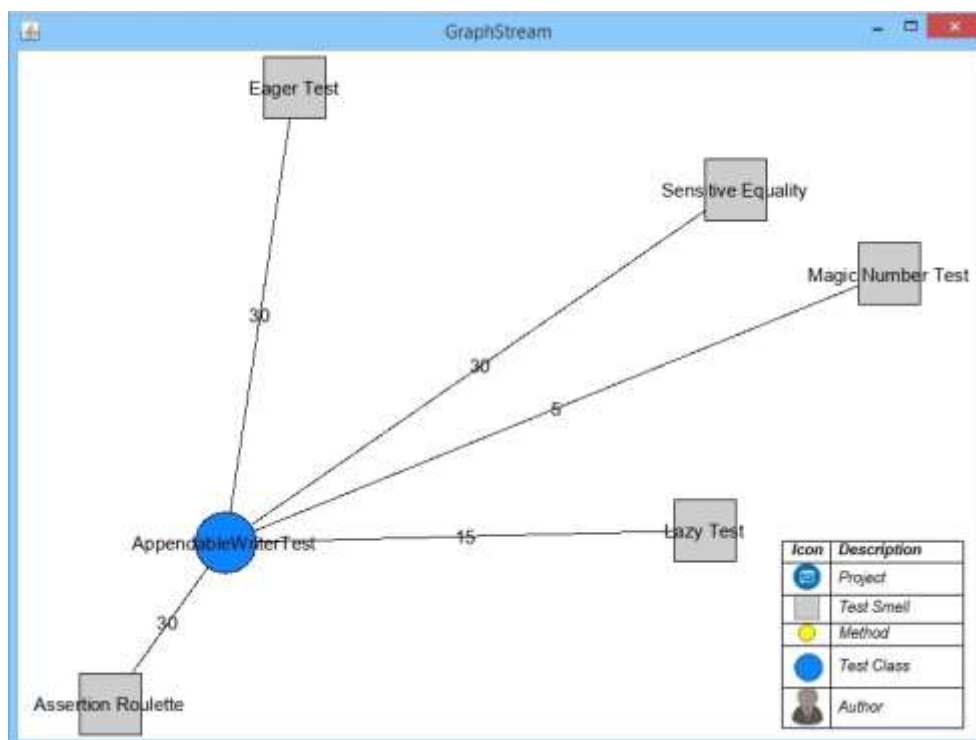 GraphStream
Eager Test
Sensitive Equality
Magic Number Test
30
30
5
Lazy Test
15
AppendableWriterTest
30
Assertion Roulette
Icon Description
Project
Test Smell
Method
Test Class
Author